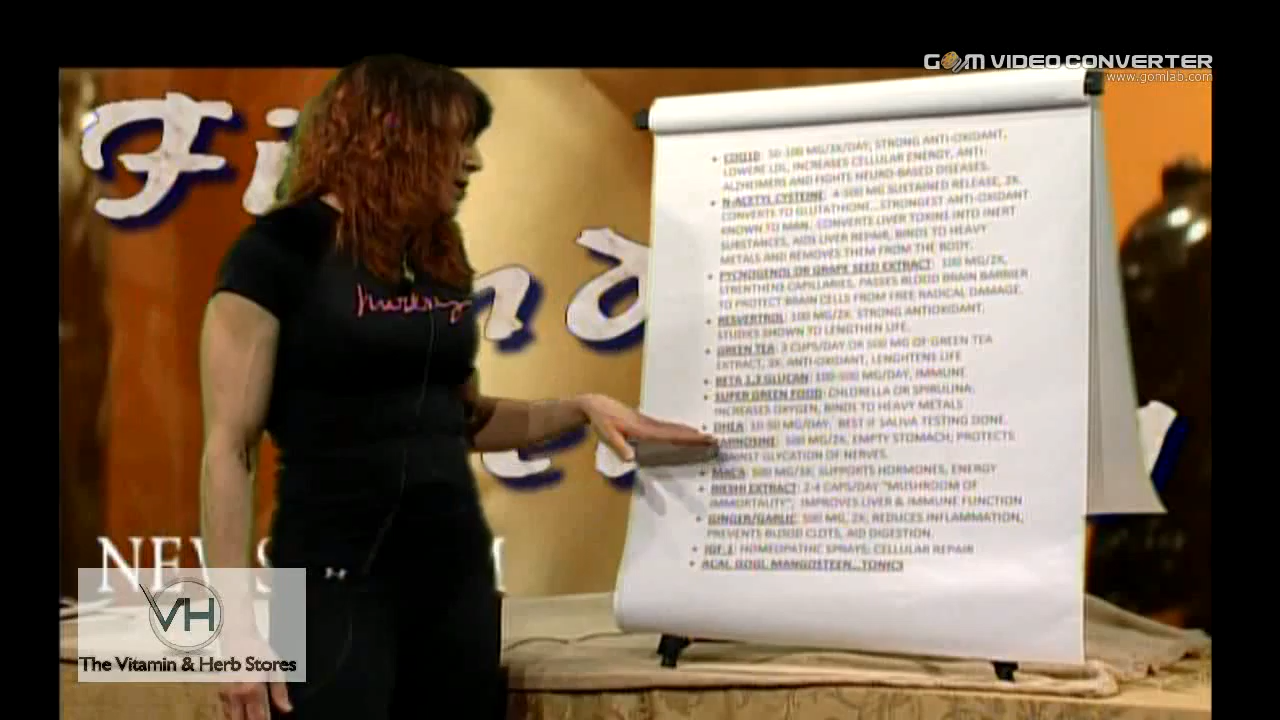 GOM VIDEO CONVERTER
www.gomlab.com
Find
COQ10: 50-100 MG/3X/DAY, STRONG ANTI-OXIDANT,
LOWERE LDL, INCREASES CELLULAR ENERGY, ANTI-
ALZHEIMERS AND FIGHTS NEURO-BASED DISEASES.
N-ACETYL CYSTEINE: 4-500 MG SUSTAINED RELEASE, 2X.
CONVERTS TO GLUTATHIONE...STRONGEST ANTI-OXIDANT
KNOWN TO MAN. CONVERTS LIVER TOXINS INTO INERT
SUBSTANCES, AIDS LIVER REPAIR, BINDS TO HEAVY
METALS AND REMOVES THEM FROM THE BODY.
PYCNOGENOL OR GRAPE SEED EXTRACT: 100 MG/2X,
STRENTHENS CAPILLARIES, PASSES BLOOD BRAIN BARRIER
TO PROTECT BRAIN CELLS FROM FREE RADICAL DAMAGE.
RESVERTROL: 100 MG/2X. STRONG ANTIOXIDANT,
STUDIES SHOWN TO LENGTHEN LIFE.
GREEN TEA: 3 CUPS/DAY OR 500 MG OF GREEN TEA
EXTRACT, 2X. ANTI-OXIDANT, LENGHTENS LIFE
BETA 1,3 GLUCAN: 100-500 MG/DAY, IMMUNE
SUPER GREEN FOOD: CHLORELLA OR SPIRULINA;
INCREASES OXYGEN, BINDS TO HEAVY METALS
DHEA: 10-50 MG/DAY, BEST IF SALIVA TESTING DONE.
CARNOSINE: 500 MG/2X, EMPTY STOMACH; PROTECTS
AGAINST GLYCATION OF NERVES.
MACA: 500 MG/3X, SUPPORTS HORMONES, ENERGY
RIESHI EXTRACT: 2-4 CAPS/DAY "MUSHROOM OF
IMMORTALITY"; IMPROVES LIVER & IMMUNE FUNCTION
GINGER/GARLIC: 500 MG, 2X, REDUCES INFLAMMATION,
PREVENTS BLOOD CLOTS, AID DIGESTION.
IGF-1: HOMEOPATHIC SPRAYS; CELLULAR REPAIR
ACAI, GOGI, MANGOSTEEN...TONICS
VH
The Vitamin & Herb Stores